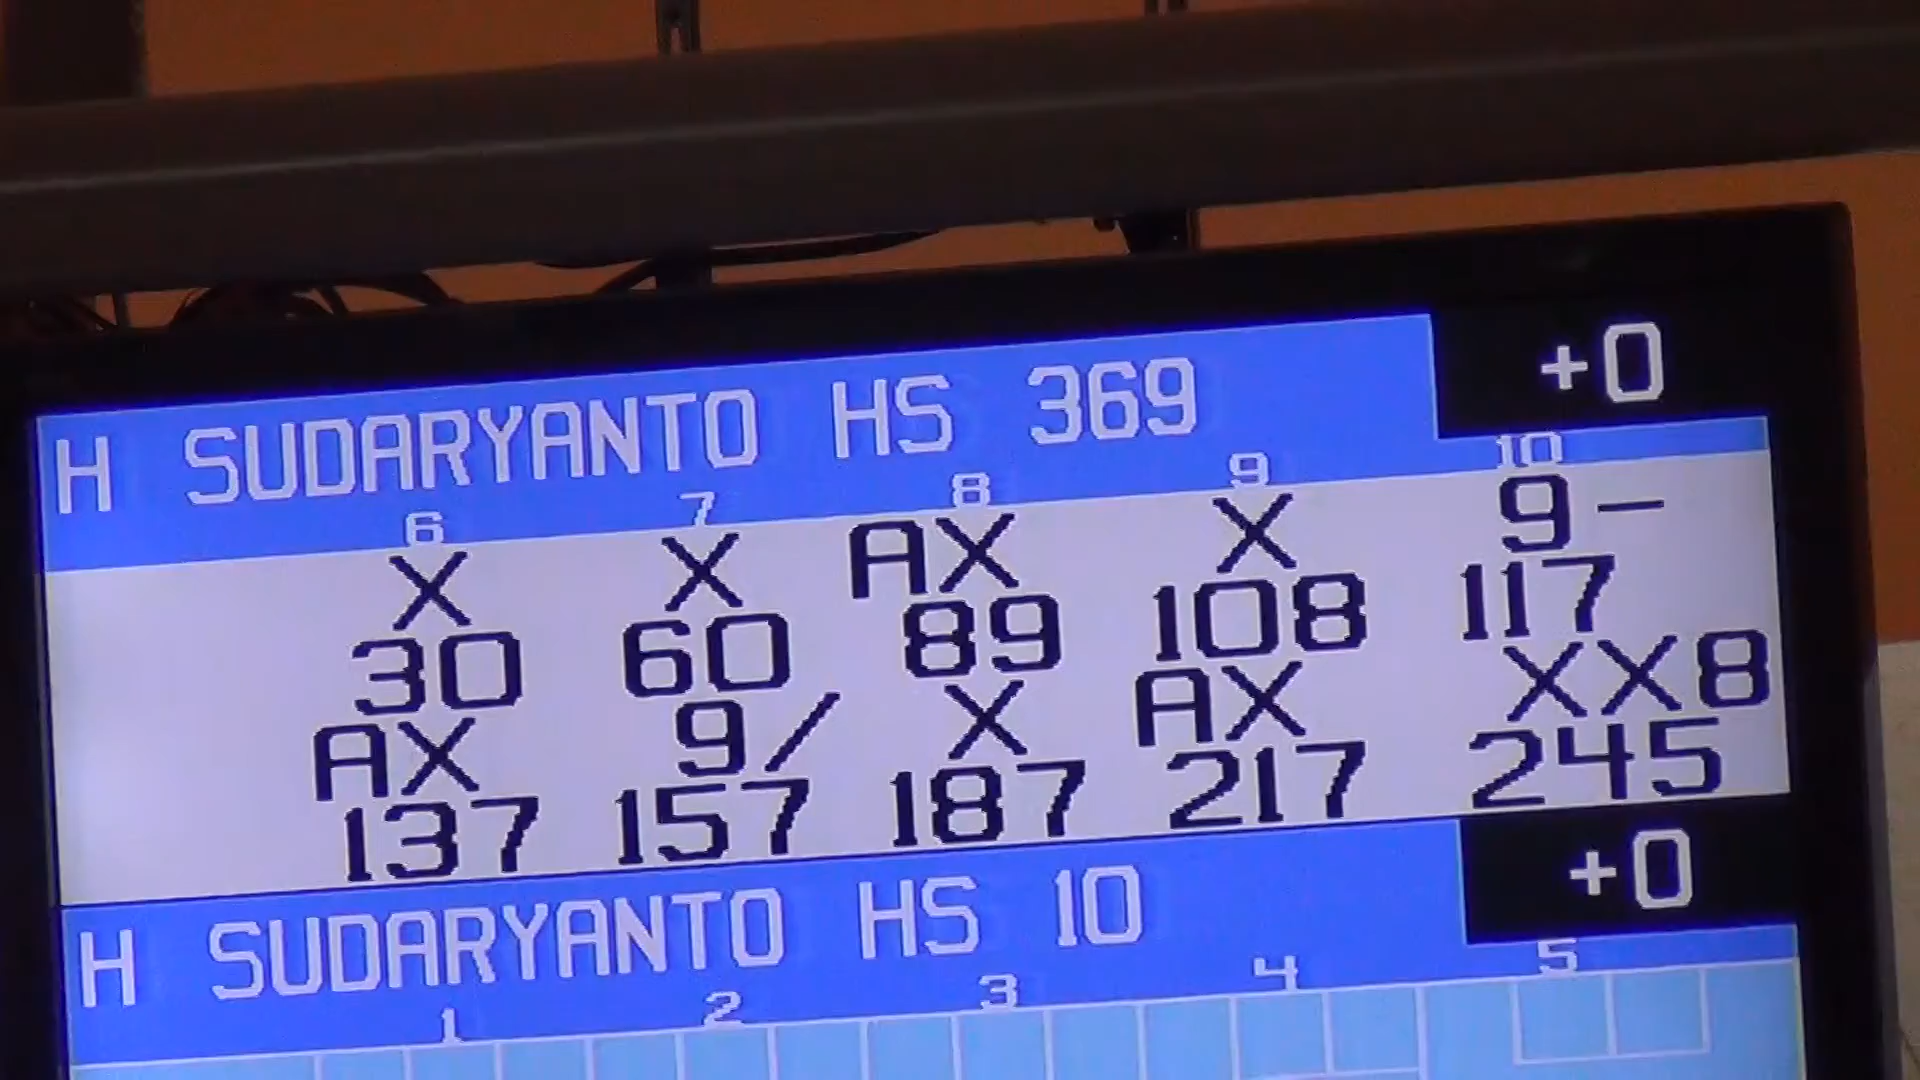 +0
H SUDARYANTO HS 369
6 7 8 9 10
X X AX X 9-
30 60 89 108 117
AX 9/ X AX XX8
137 157 187 217 245
+0
H SUDARYANTO HS 10
1 2 3 4 5